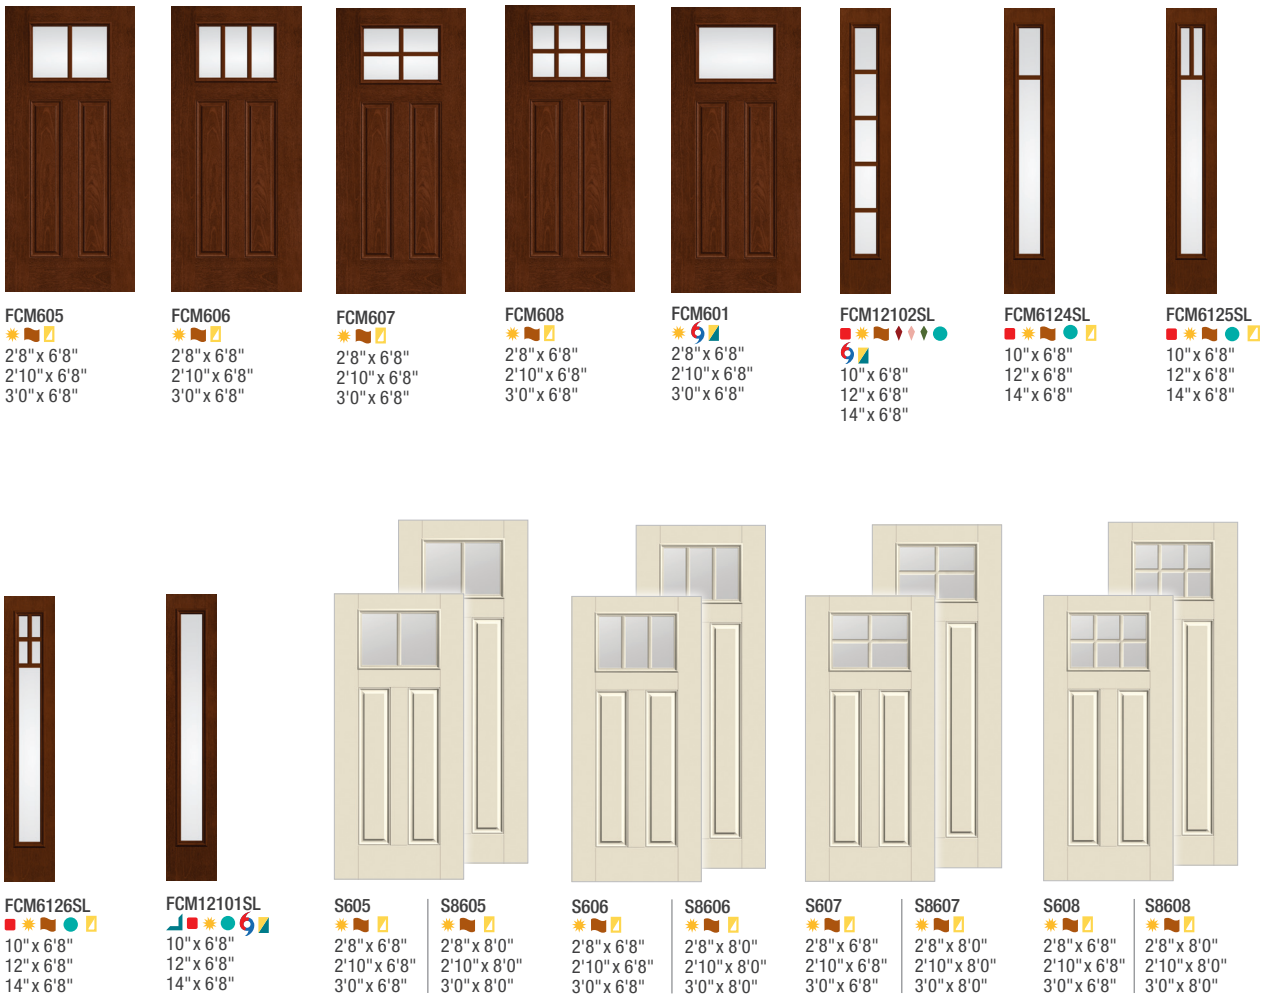 FCM605
2'8" x 6'8"
2'10" x 6'8"
3'0" x 6'8"
FCM606
2'8" x 6'8"
2'10" x 6'8"
3'0" x 6'8"
FCM607
2'8" x 6'8"
2'10" x 6'8"
3'0" x 6'8"
FCM608
2'8" x 6'8"
2'10" x 6'8"
3'0" x 6'8"
FCM601
2'8" x 6'8"
2'10" x 6'8"
3'0" x 6'8"
FCM12102SL
10" x 6'8"
12" x 6'8"
14" x 6'8"
FCM6124SL
10" x 6'8"
12" x 6'8"
14" x 6'8"
FCM6125SL
10" x 6'8"
12" x 6'8"
14" x 6'8"
FCM6126SL
10" x 6'8"
12" x 6'8"
14" x 6'8"
FCM12101SL
10" x 6'8"
12" x 6'8"
14" x 6'8"
S605
2'8" x 6'8"
2'10" x 6'8"
3'0" x 6'8"
S8605
2'8" x 8'0"
2'10" x 8'0"
3'0" x 8'0"
S606
2'8" x 6'8"
2'10" x 6'8"
3'0" x 6'8"
S8606
2'8" x 8'0"
2'10" x 8'0"
3'0" x 8'0"
S607
2'8" x 6'8"
2'10" x 6'8"
3'0" x 6'8"
S8607
2'8" x 8'0"
2'10" x 8'0"
3'0" x 8'0"
S608
2'8" x 6'8"
2'10" x 6'8"
3'0" x 6'8"
S8608
2'8" x 8'0"
2'10" x 8'0"
3'0" x 8'0"